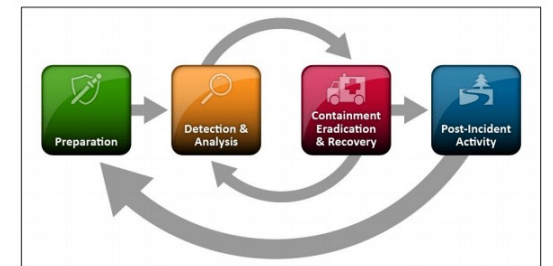 Preparation
Detection &
Analysis
Containment
Eradication
& Recovery
Post-Incident
Activity